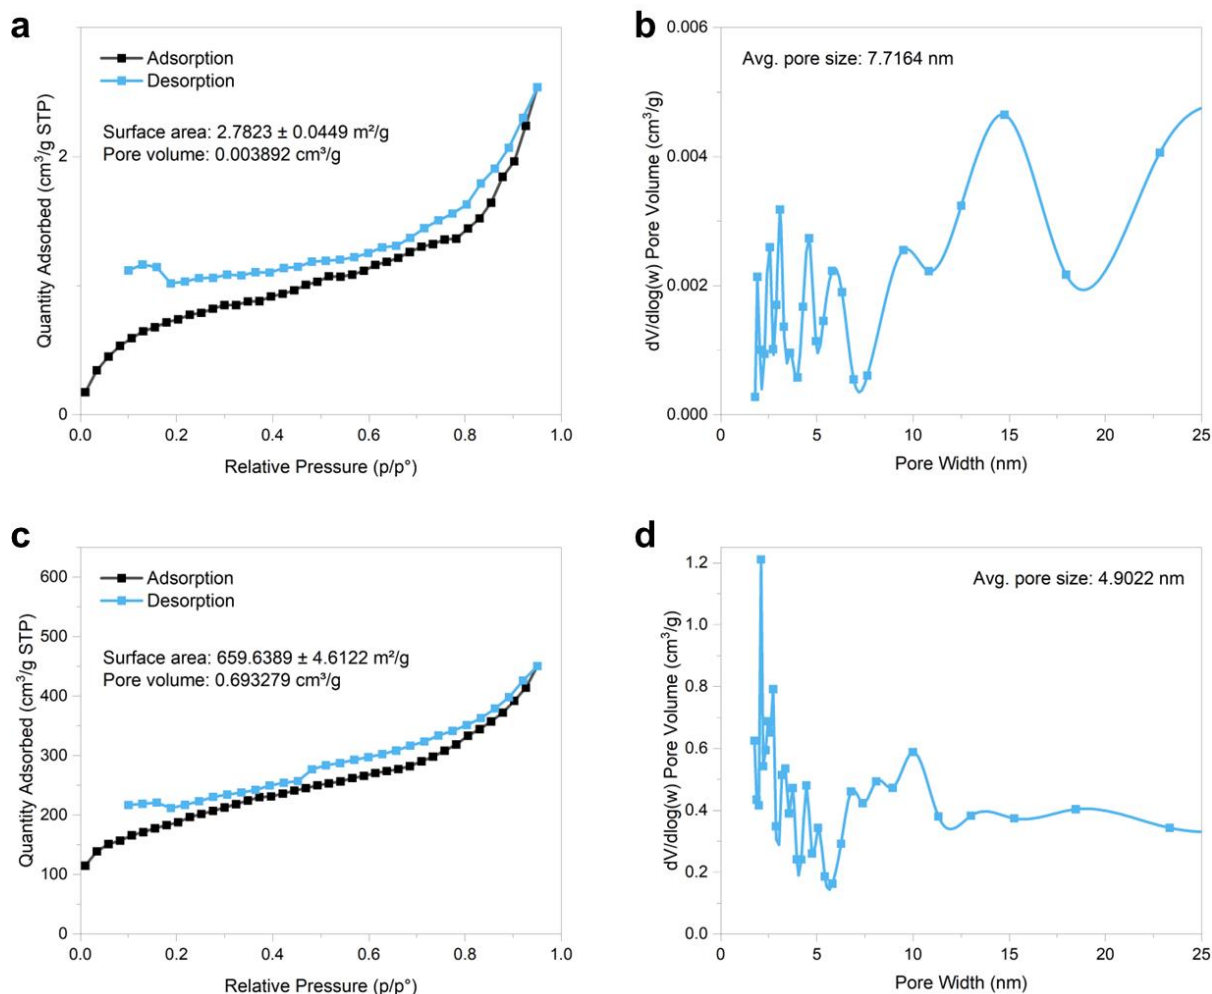 a
Adsorption
Desorption
Surface area: 2.7823 ± 0.0449 m²/g
Pore volume: 0.003892 cm³/g
Quantity Adsorbed (cm³/g STP)
2
0
0.0 0.2 0.4 0.6 0.8 1.0
Relative Pressure (p/p°)
b
Avg. pore size: 7.7164 nm
dV/dlog(w) Pore Volume (cm³/g)
0.006
0.004
0.002
0.000
0 5 10 15 20 25
Pore Width (nm)
c
Adsorption
Desorption
Surface area: 659.6389 ± 4.6122 m²/g
Pore volume: 0.693279 cm³/g
Quantity Adsorbed (cm³/g STP)
600
500
400
300
200
100
0
0.0 0.2 0.4 0.6 0.8 1.0
Relative Pressure (p/p°)
d
Avg. pore size: 4.9022 nm
dV/dlog(w) Pore Volume (cm³/g)
1.2
1.0
0.8
0.6
0.4
0.2
0.0
0 5 10 15 20 25
Pore Width (nm)